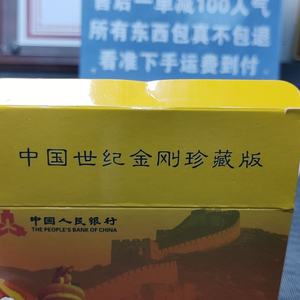 售后一单减100人气
所有东西包真不包退
看准下手运费到付
中国世纪金刚珍藏版
中国人民银行
THE PEOPLE'S BANK OF CHINA